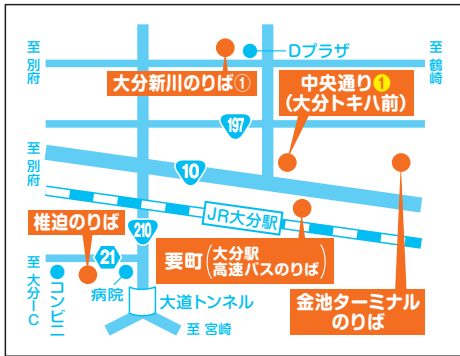 至別府
Dプラザ
至鶴崎
大分新川のりば①
中央通り❶
(大分トキハ前)
197
至別府
10
JR大分駅
椎迫のりば
210
要町(大分駅
高速バスのりば)
21
至大分IC
コンビニ
病院
大道トンネル
金池ターミナル
のりば
至 宮崎